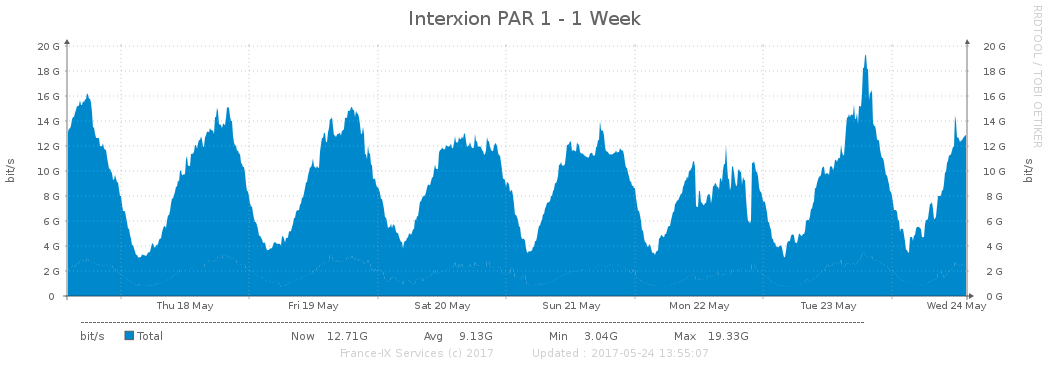 Interxion PAR 1 - 1 Week
RRDTOOL / TOBI OETIKER
20 G 20 G
18 G 18 G
16 G 16 G
14 G 14 G
12 G 12 G
10 G 10 G
8 G 8 G
6 G 6 G
4 G 4 G
2 G 2 G
0 0 G
bit/s
bit/s
Thu 18 May Fri 19 May Sat 20 May Sun 21 May Mon 22 May Tue 23 May Wed 24 May
bit/s Total Now 12.71G Avg 9.13G Min 3.04G Max 19.33G
France-IX Services (c) 2017 Updated : 2017-05-24 13:55:07